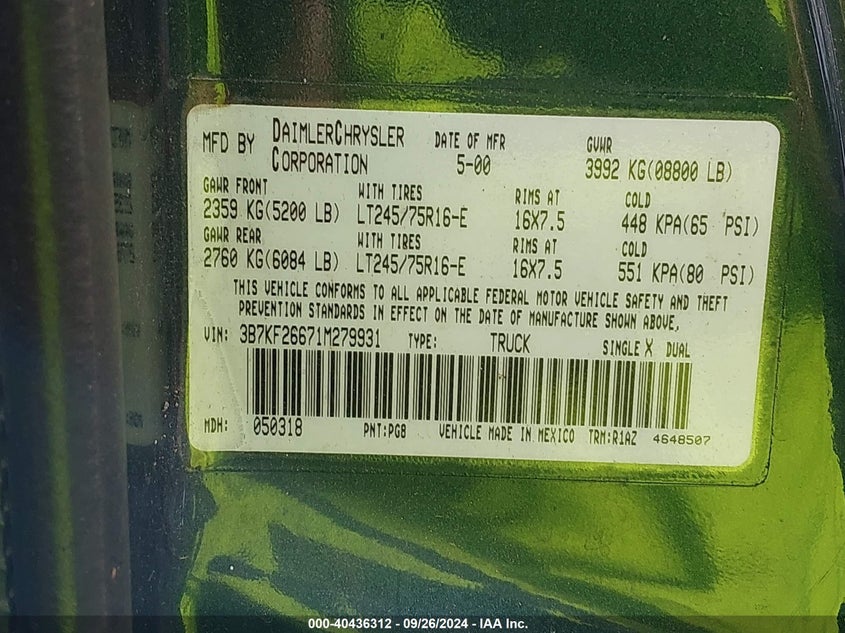 MFD BY DAIMLERCHRYSLER CORPORATION DATE OF MFR 5-00 GVWR 3992 KG(08800 LB)
GAWR FRONT WITH TIRES RIMS AT COLD
2359 KG(5200 LB) LT245/75R16-E 16X7.5 448 KPA(65 PSI)
GAWR REAR WITH TIRES RIMS AT COLD
2760 KG(6084 LB) LT245/75R16-E 16X7.5 551 KPA(80 PSI)
THIS VEHICLE CONFORMS TO ALL APPLICABLE FEDERAL MOTOR VEHICLE SAFETY AND THEFT
PREVENTION STANDARDS IN EFFECT ON THE DATE OF MANUFACTURE SHOWN ABOVE,
VIN: 3B7KF26671M279931 TYPE: TRUCK SINGLE X DUAL
MDH: 050318 PNT:PG8 VEHICLE MADE IN MEXICO TRM:R1AZ 4648507
000-40436312 - 09/26/2024 - IAA Inc.